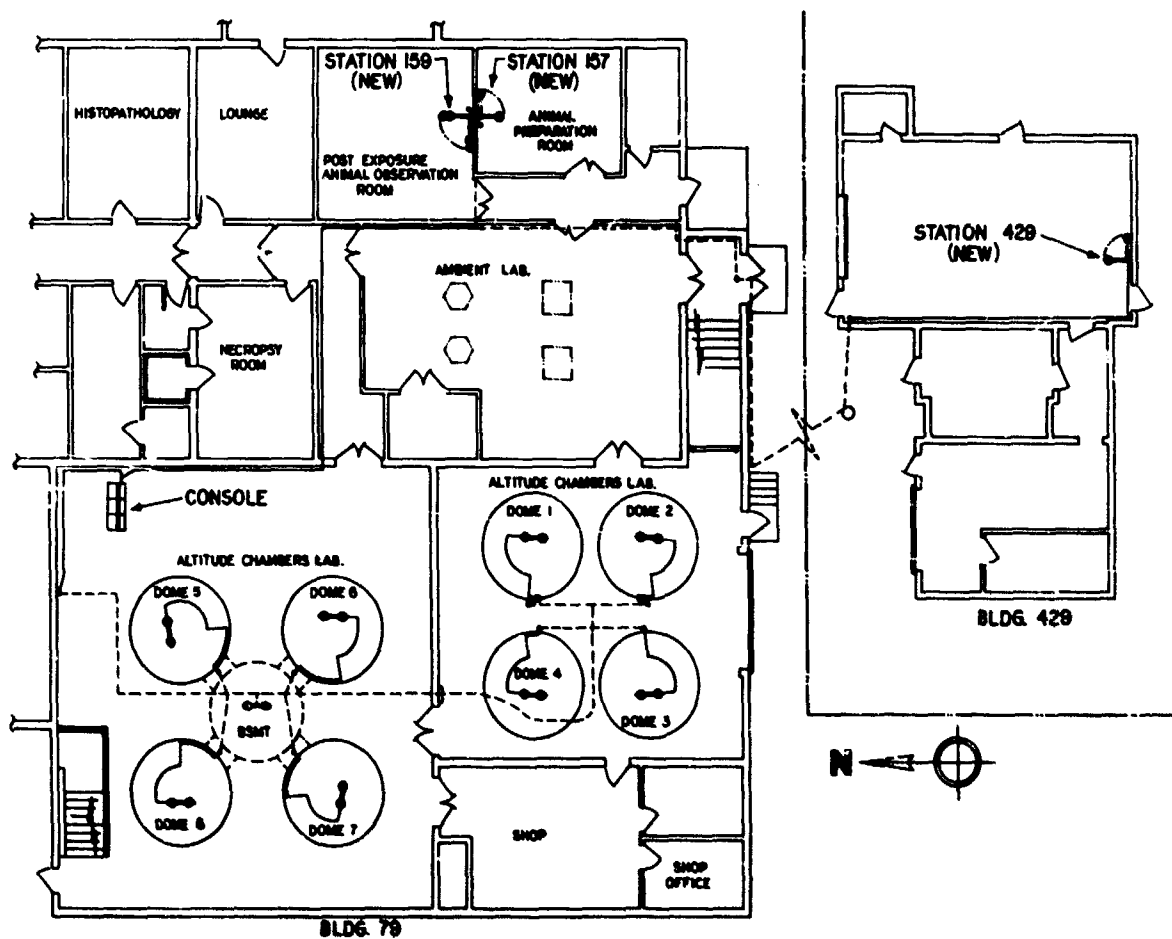 STATION 159
(NEW)
STATION 157
(NEW)
HISTOPATHOLOGY
LOUNGE
ANIMAL
PREPARATION
ROOM
POST EXPOSURE
ANIMAL OBSERVATION
ROOM
STATION 429
(NEW)
AMBIENT LAB.
NECROPSY
ROOM
CONSOLE
ALTITUDE CHAMBERS LAB.
DOME 1
DOME 2
ALTITUDE CHAMBERS LAB.
DOME 5
DOME 6
BLDG. 429
DOME 4
DOME 3
BSMT
N
DOME 8
DOME 7
SHOP
SHOP
OFFICE
BLDG. 79